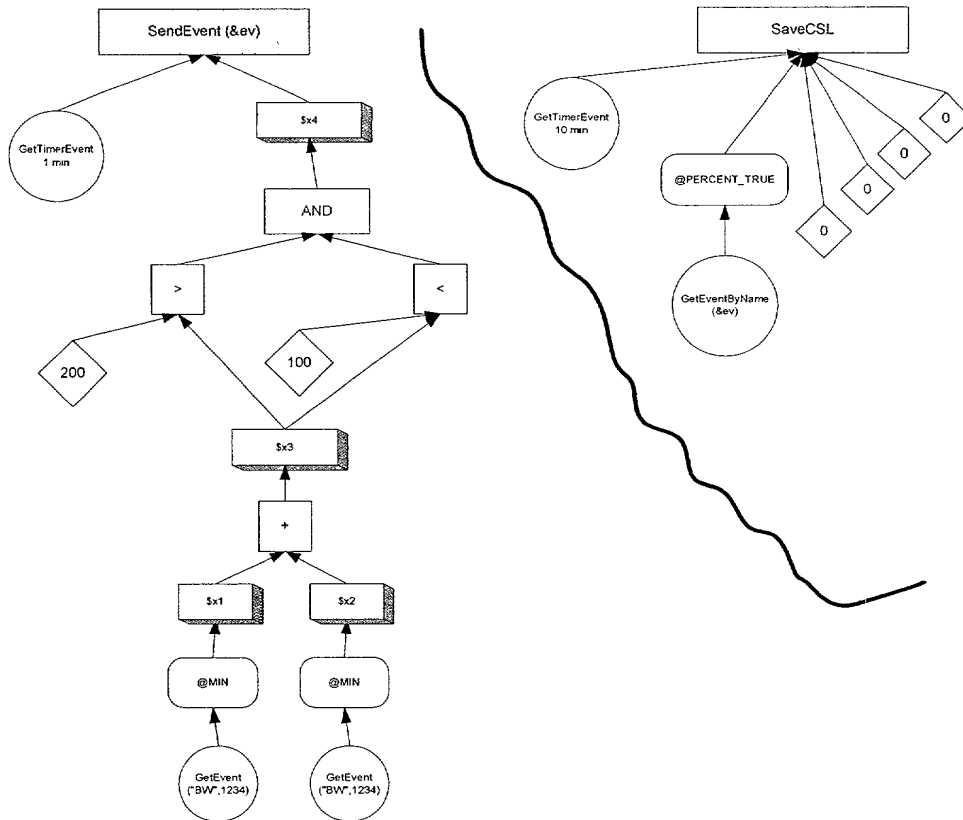 SendEvent (&ev)
GetTimerEvent
1 min
$x4
AND
>
<
200
100
$x3
+
$x1
$x2
@MIN
@MIN
GetEvent
("BW",1234)
GetEvent
("BW",1234)
SaveCSL
GetTimerEvent
10 min
@PERCENT_TRUE
0
0
0
0
GetEventByName
(&ev)